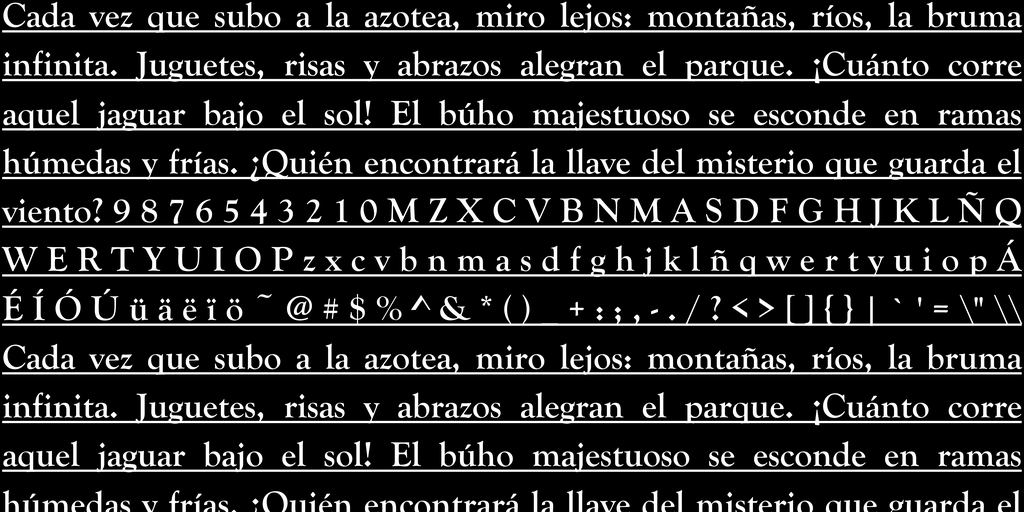 Cada vez que subo a la azotea, miro lejos: montañas, ríos, la bruma
infinita. Juguetes, risas y abrazos alegran el parque. ¡Cuánto corre
aquel jaguar bajo el sol! El búho majestuoso se esconde en ramas
húmedas y frías. ¿Quién encontrará la llave del misterio que guarda el
viento? 9 8 7 6 5 4 3 2 1 0 M Z X C V B N M A S D F G H J K L Ñ Q
W E R T Y U I O P z x c v b n m a s d f g h j k l ñ q w e r t y u i o p Á
É Í Ó Ú ü ä ë ï ö ~ @ # $ % ^ & * ( ) _ + : ; , - . / ? < > [ ] { } | ` ' = \" \\
Cada vez que subo a la azotea, miro lejos: montañas, ríos, la bruma
infinita. Juguetes, risas y abrazos alegran el parque. ¡Cuánto corre
aquel jaguar bajo el sol! El búho majestuoso se esconde en ramas
húmedas y frías. ¿Quién encontrará la llave del misterio que guarda el